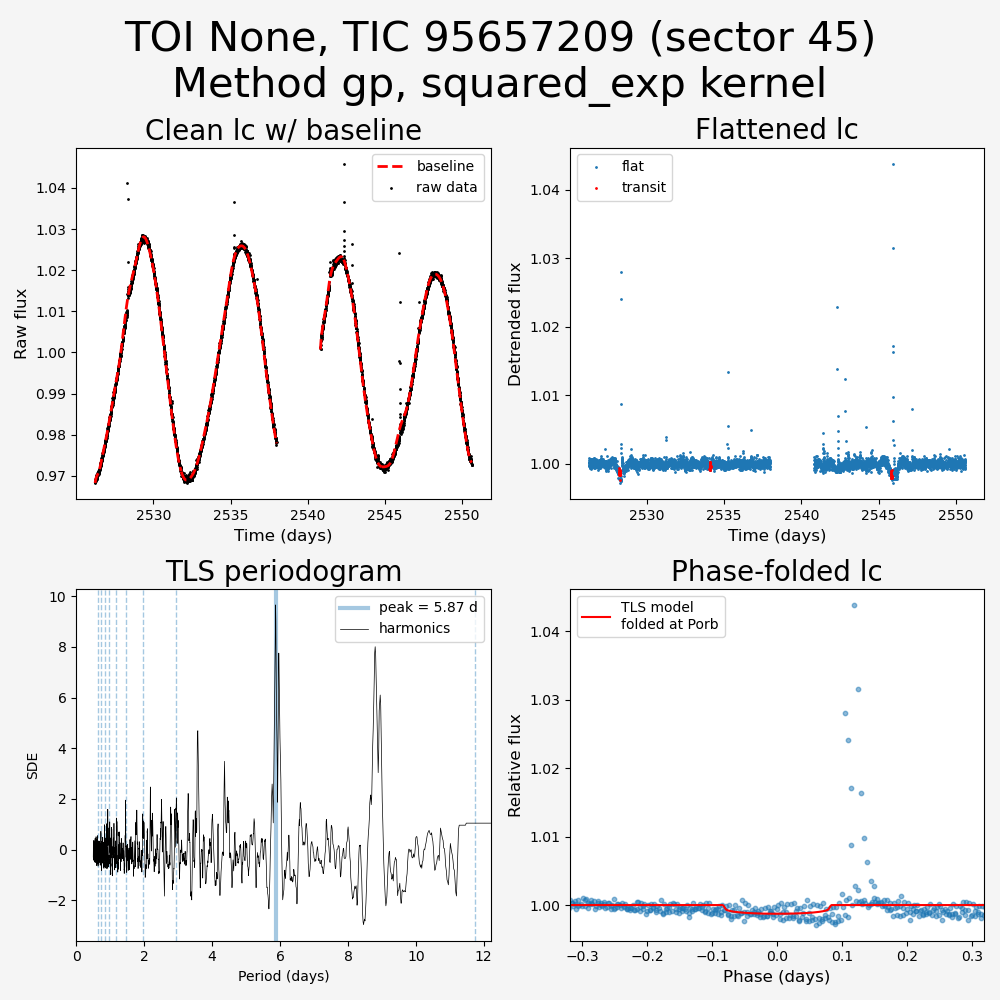 TOI None, TIC 95657209 (sector 45)
Method gp, squared_exp kernel
Clean lc w/ baseline
baseline
raw data
1.04
1.03
1.02
1.01
1.00
0.99
0.98
0.97
Raw flux
2530
2535
2540
2545
2550
Time (days)
Flattened lc
flat
transit
1.04
1.03
1.02
1.01
1.00
Detrended flux
2530
2535
2540
2545
2550
Time (days)
TLS periodogram
peak = 5.87 d
harmonics
10
8
6
4
2
0
−2
SDE
0
2
4
6
8
10
12
Period (days)
Phase-folded lc
TLS model
folded at Porb
1.04
1.03
1.02
1.01
1.00
Relative flux
−0.3
−0.2
−0.1
0.0
0.1
0.2
0.3
Phase (days)